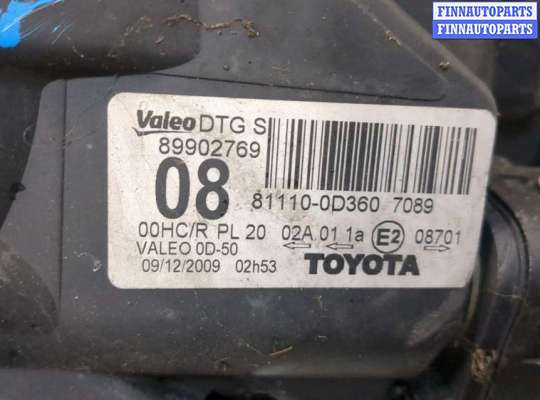 FINNAUTOPARTS
FINNAUTOPARTS
Valeo DTG S
89902769
08
81110-0D360 7089
00HC/R PL 20 02A 01 1a E2 08701
VALEO 0D-50
09/12/2009 02h53
TOYOTA